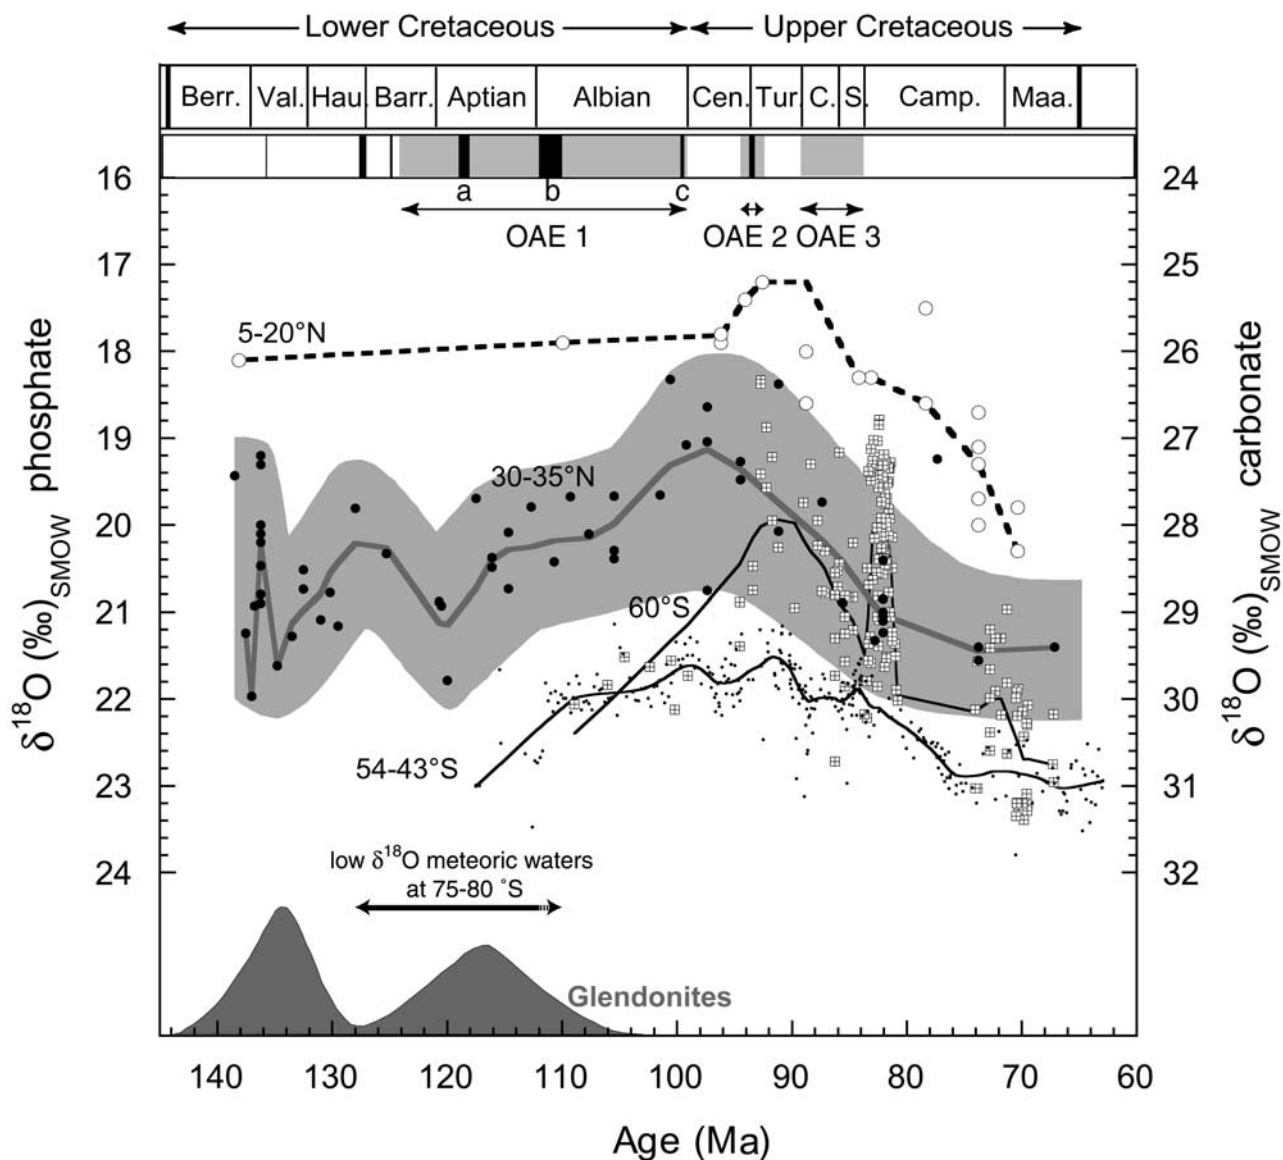 Lower Cretaceous Upper Cretaceous
Berr. Val. Hau. Barr. Aptian Albian Cen. Tur. C. S. Camp. Maa.
16 24
a b c
OAE 1 OAE 2 OAE 3
17 25
5-20°N
18 26
19 27
30-35°N
20 28
60°S
21 29
22 30
54-43°S
23 31
low δ18O meteoric waters
at 75-80 °S
24 32
δ18O (‰)SMOW phosphate
δ18O (‰)SMOW carbonate
Glendonites
140 130 120 110 100 90 80 70 60
Age (Ma)